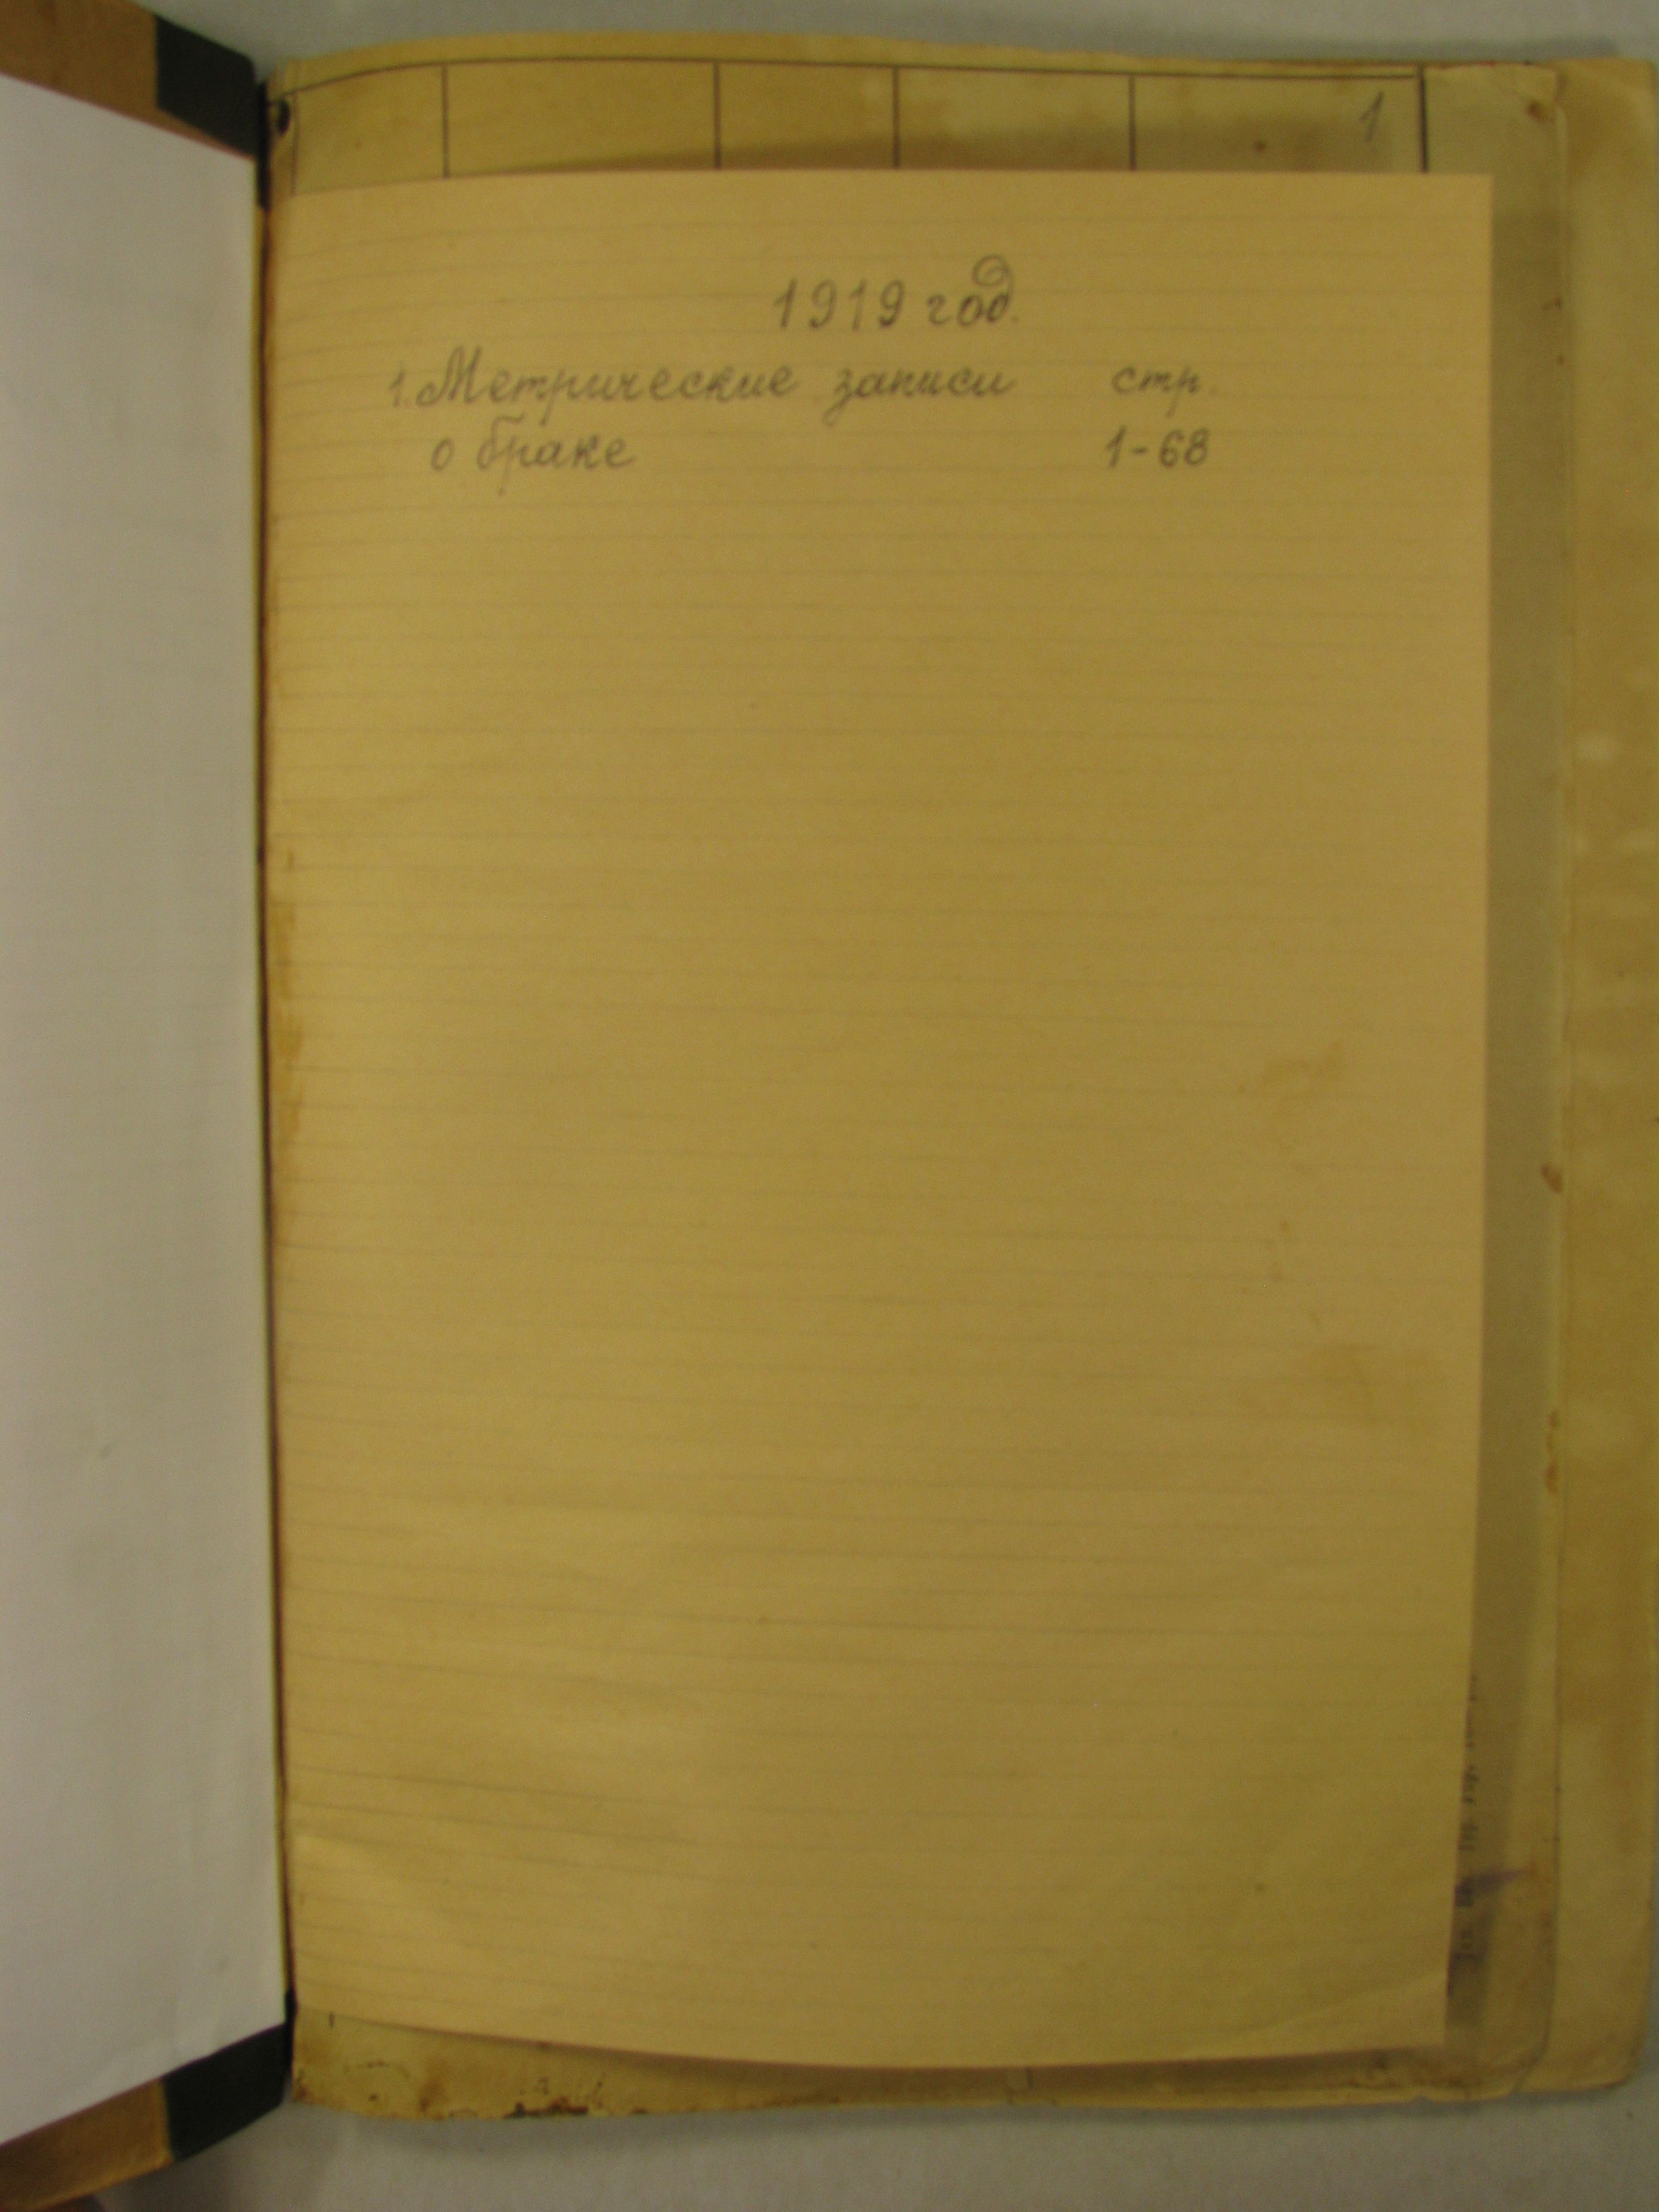 1
1919 год.
1. Метрические записи стр.
о браке 1-68